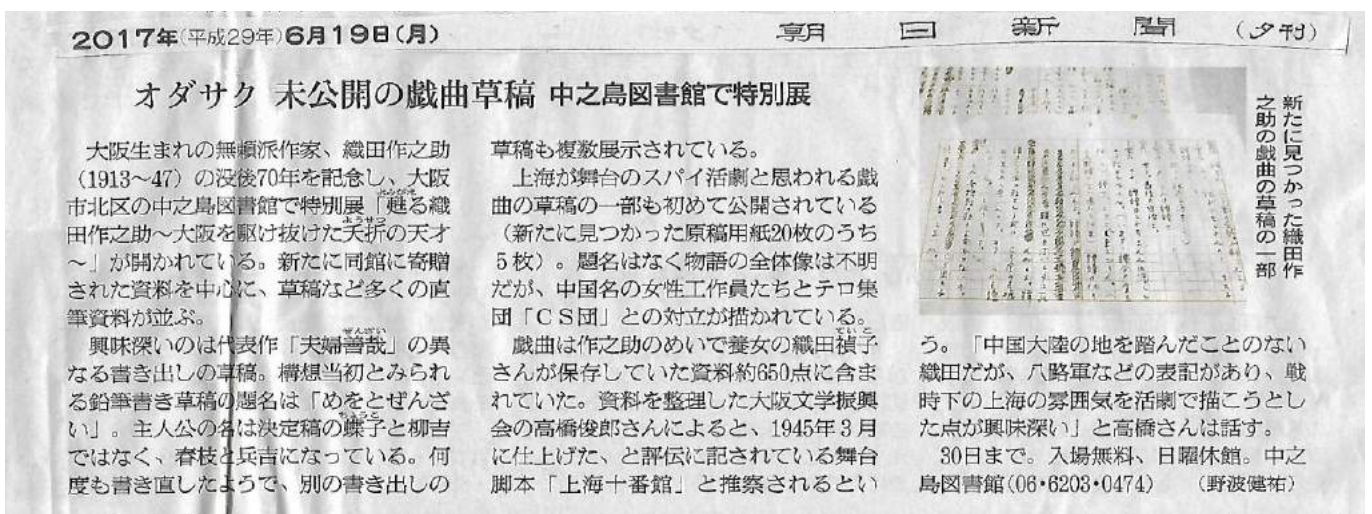 2017年(平成29年)6月19日(月)
朝日新聞 (夕刊)
オダサク 未公開の戯曲草稿 中之島図書館で特別展
大阪生まれの無頼派作家、織田作之助
(1913〜47)の没後70年を記念し、大阪
市北区の中之島図書館で特別展「甦る織
田作之助〜大阪を駆け抜けた夭折の天才
〜」が開かれている。新たに同館に寄贈
された資料を中心に、草稿など多くの直
筆資料が並ぶ。
興味深いのは代表作「夫婦善哉」の異
なる書き出しの草稿。構想当初とみられ
る鉛筆書き草稿の題名は「めをとぜんざ
い」。主人公の名は決定稿の蝶子と柳吉
ではなく、春枝と兵吉になっている。何
度も書き直したようで、別の書き出しの
草稿も複数展示されている。
上海が舞台のスパイ活劇と思われる戯
曲の草稿の一部も初めて公開されている
(新たに見つかった原稿用紙20枚のうち
5枚)。題名はなく物語の全体像は不明
だが、中国名の女性工作員たちとテロ集
団「CS団」との対立が描かれている。
戯曲は作之助のめいで養女の織田禎子
さんが保存していた資料約650点に含ま
れていた。資料を整理した大阪文学振興
会の高橋俊郎さんによると、1945年3月
に仕上げた、と評伝に記されている舞台
脚本「上海十番館」と推察されるとい
新たに見つかった織田作
之助の戯曲の草稿の一部
う。「中国大陸の地を踏んだことのない
織田だが、八路軍などの表記があり、戦
時下の上海の雰囲気を活劇で描こうとし
た点が興味深い」と高橋さんは話す。
30日まで。入場無料、日曜休館。中之
島図書館(06・6203・0474) (野波健祐)